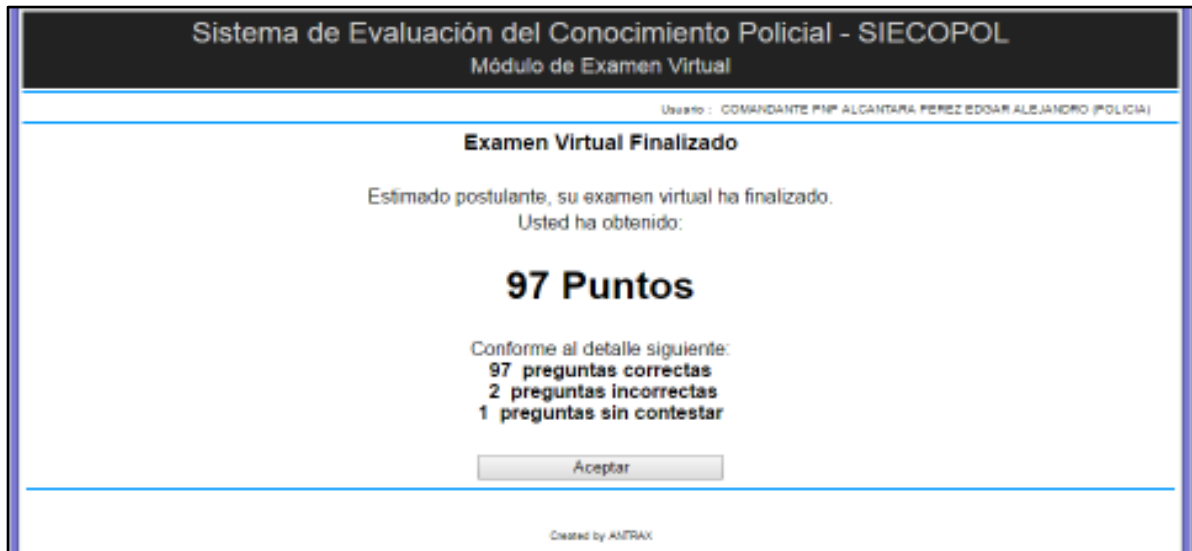 Sistema de Evaluación del Conocimiento Policial - SIECOPOL
Módulo de Examen Virtual
Usuario : COMANDANTE PNP ALCANTARA PEREZ EDGAR ALEJANDRO (POLICIA)
Examen Virtual Finalizado
Estimado postulante, su examen virtual ha finalizado.
Usted ha obtenido:
97 Puntos
Conforme al detalle siguiente:
97 preguntas correctas
2 preguntas incorrectas
1 preguntas sin contestar
Aceptar
Created by ANTRAX